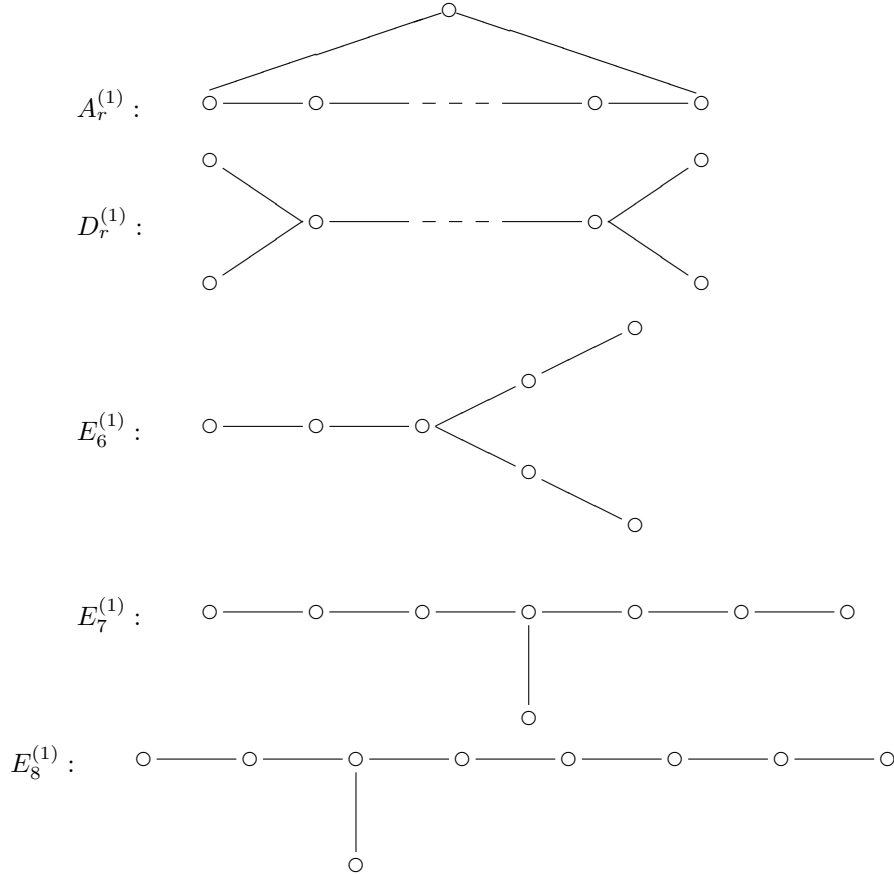 A_r^{(1)} :
D_r^{(1)} :
E_6^{(1)} :
E_7^{(1)} :
E_8^{(1)} :